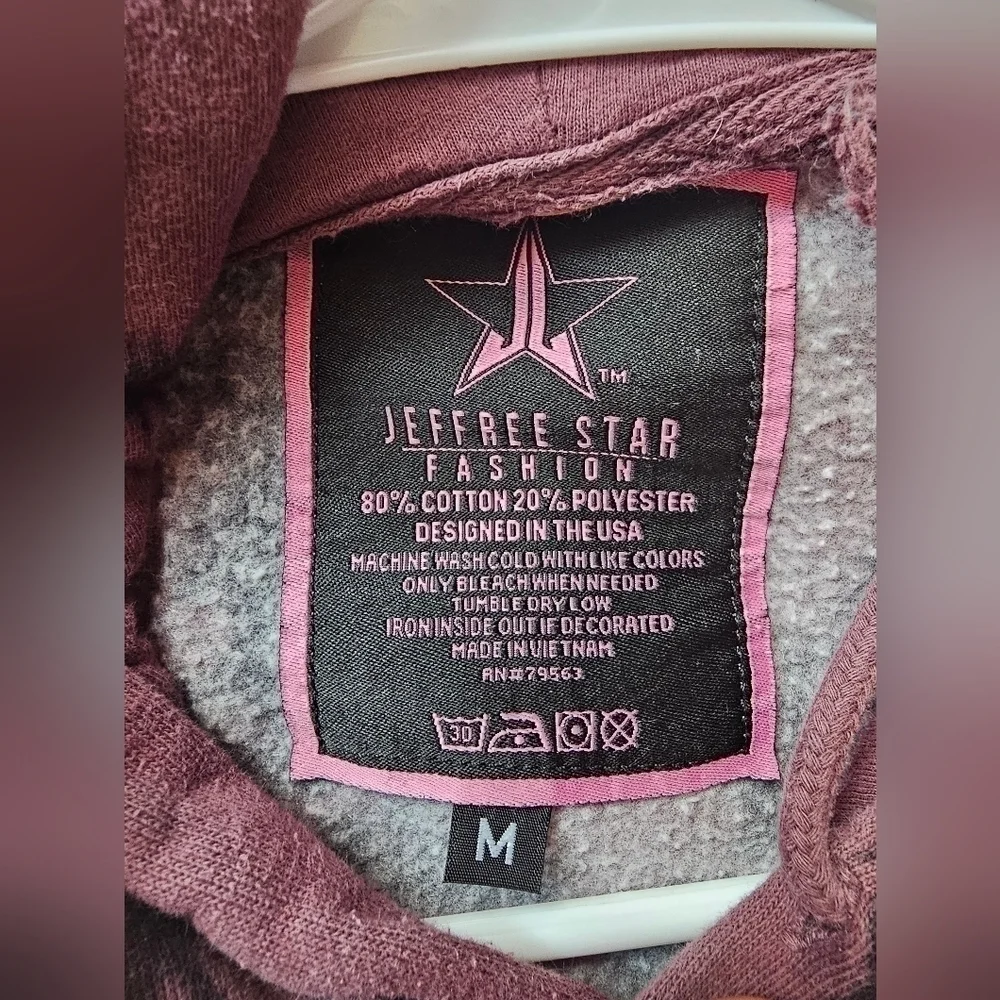 TM
JEFFREE STAR
FASHION
80% COTTON 20% POLYESTER
DESIGNED IN THE USA
MACHINE WASH COLD WITH LIKE COLORS
ONLY BLEACH WHEN NEEDED
TUMBLE DRY LOW
IRON INSIDE OUT IF DECORATED
MADE IN VIETNAM
RN#79563
30
M